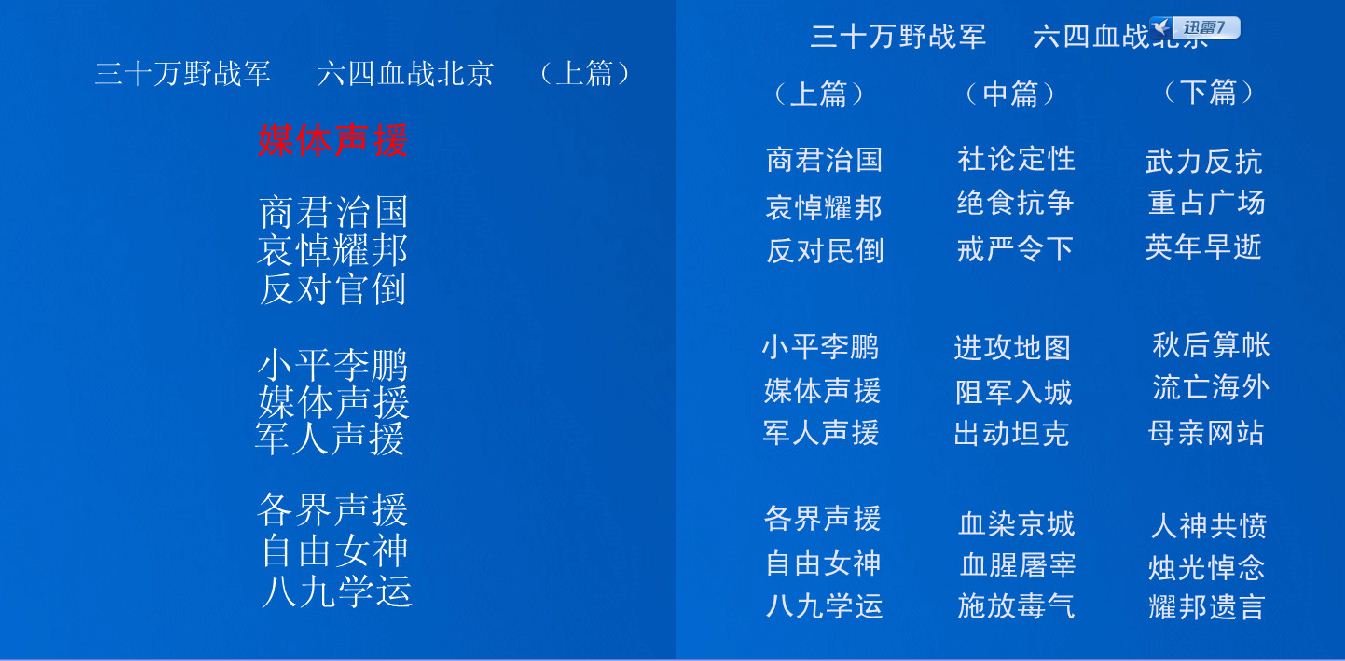 三十万野战军 六四血战北京 （上篇）
媒体声援
商君治国
哀悼耀邦
反对官倒
小平李鹏
媒体声援
军人声援
各界声援
自由女神
八九学运
三十万野战军 六四血战北京
迅雷7
（上篇） （中篇） （下篇）
商君治国 社论定性 武力反抗
哀悼耀邦 绝食抗争 重占广场
反对民倒 戒严令下 英年早逝
小平李鹏 进攻地图 秋后算帐
媒体声援 阻军入城 流亡海外
军人声援 出动坦克 母亲网站
各界声援 血染京城 人神共愤
自由女神 血腥屠宰 烛光悼念
八九学运 施放毒气 耀邦遗言